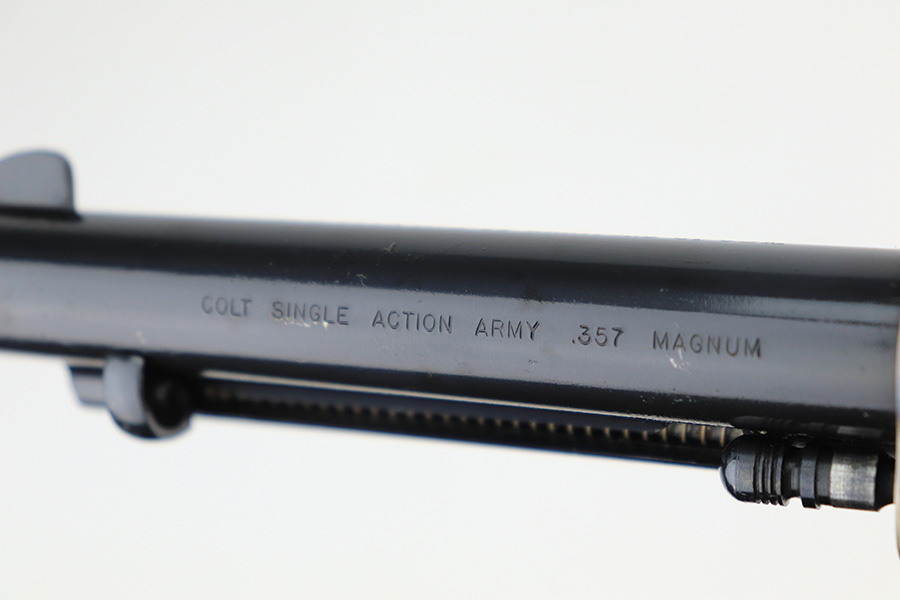 COLT SINGLE ACTION ARMY .357 MAGNUM